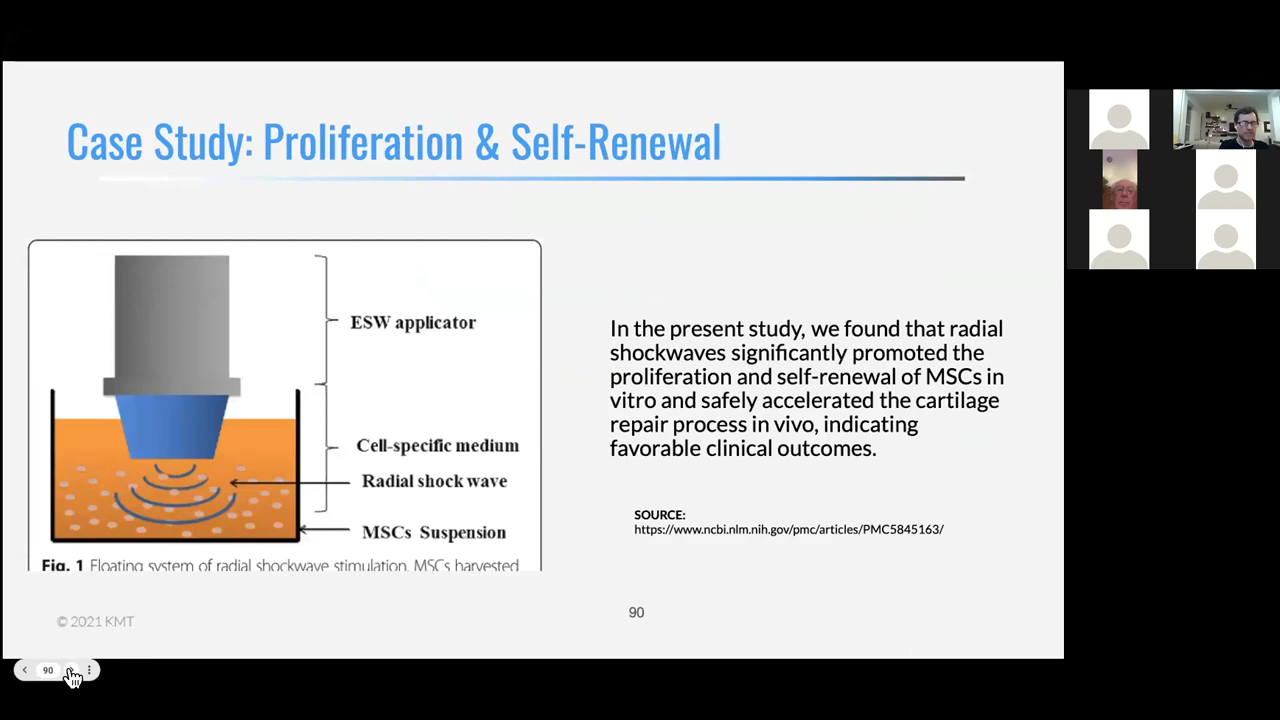 Case Study: Proliferation & Self-Renewal
ESW applicator
Cell-specific medium
Radial shock wave
MSCs Suspension
Fig. 1 Floating system of radial shockwave stimulation. MSCs harvested
In the present study, we found that radial
shockwaves significantly promoted the
proliferation and self-renewal of MSCs in
vitro and safely accelerated the cartilage
repair process in vivo, indicating
favorable clinical outcomes.
SOURCE:
https://www.ncbi.nlm.nih.gov/pmc/articles/PMC5845163/
© 2021 KMT
90
90